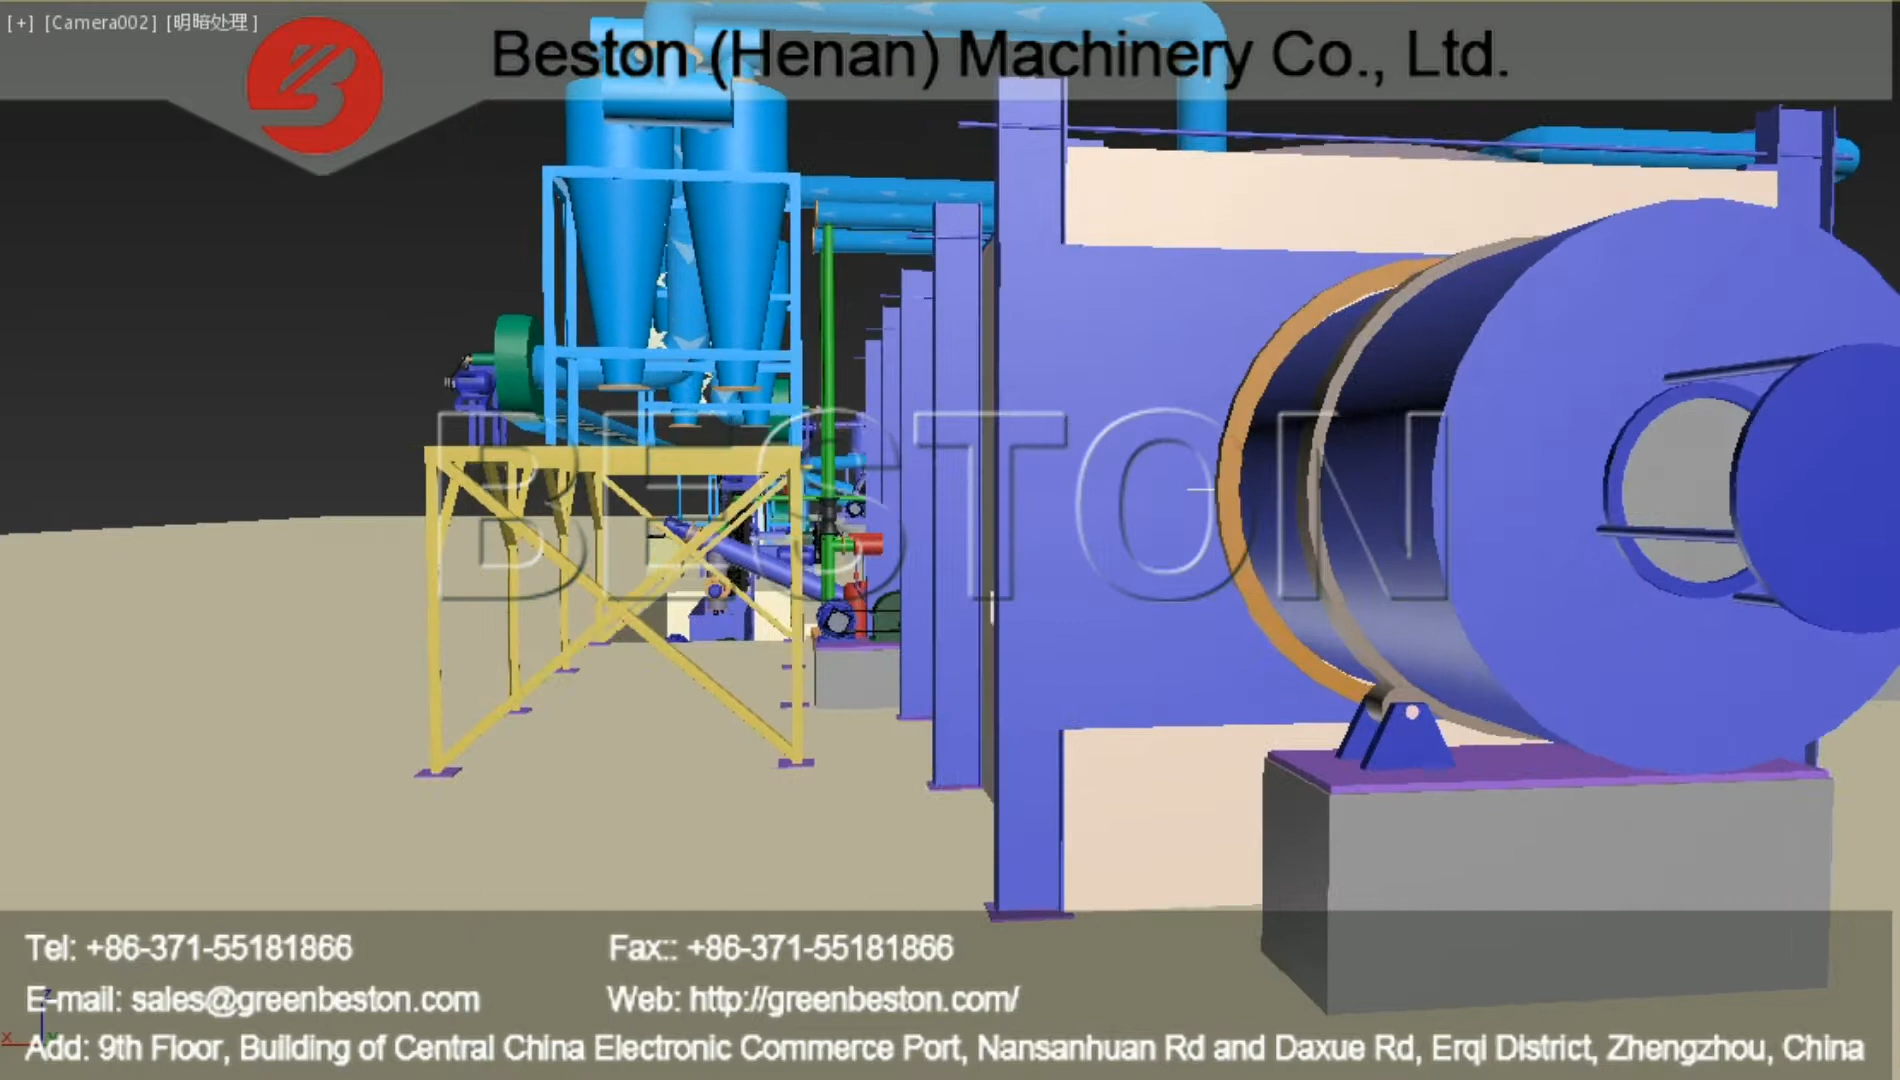 [+] [Camera002] [明暗处理]
Beston (Henan) Machinery Co., Ltd.
BESTON
Tel: +86-371-55181866
Fax:: +86-371-55181866
E-mail: sales@greenbeston.com
Web: http://greenbeston.com/
Add: 9th Floor, Building of Central China Electronic Commerce Port, Nansanhuan Rd and Daxue Rd, Erqi District, Zhengzhou, China